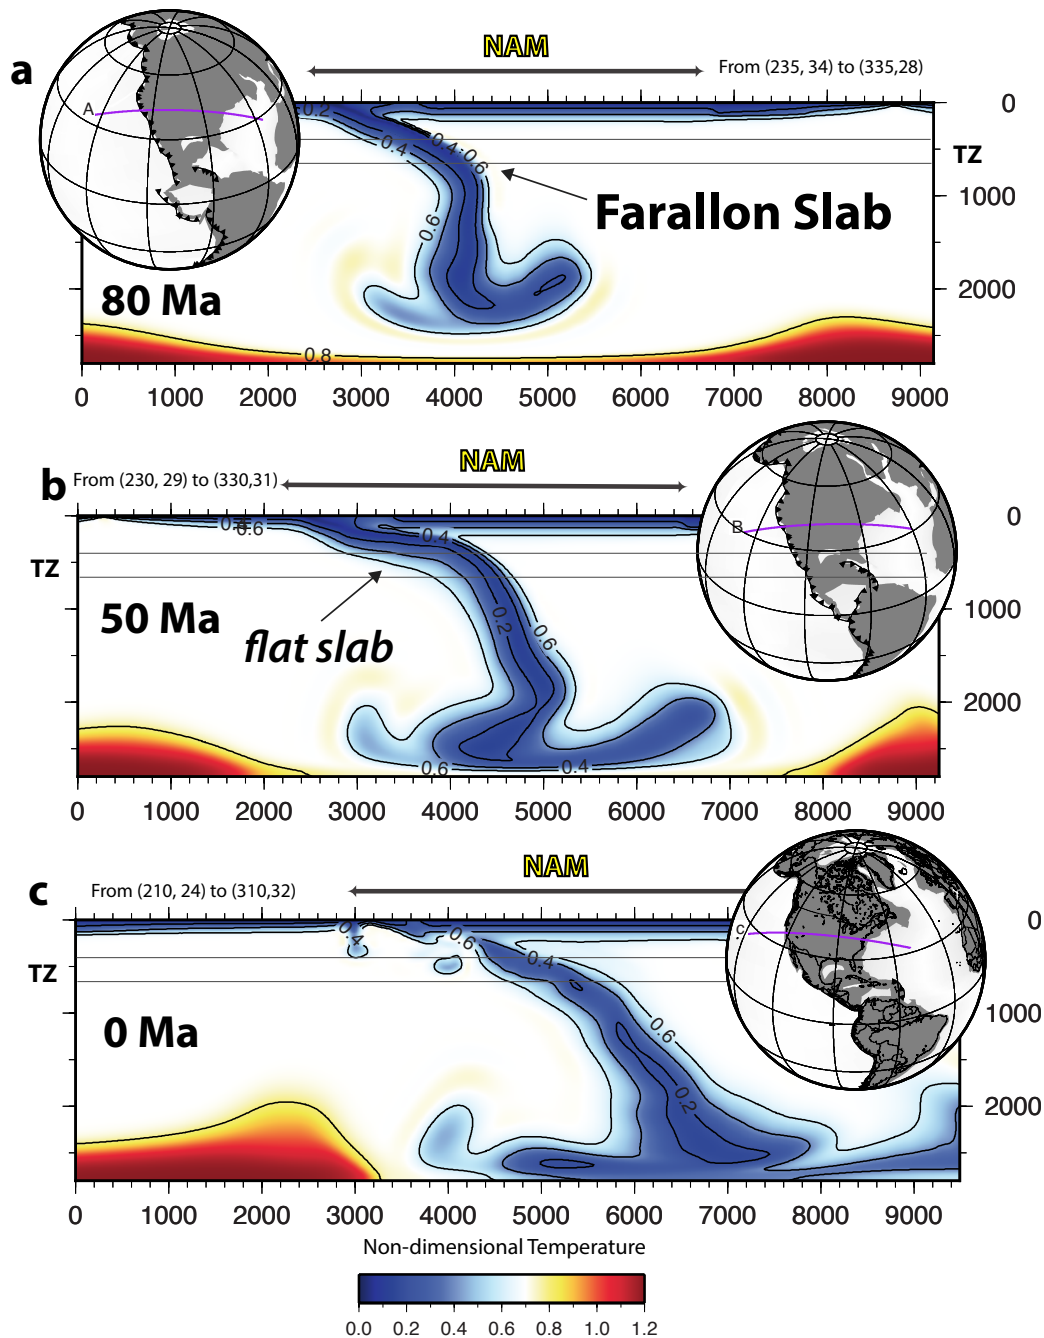 a
NAM
From (235, 34) to (335,28)
A
0.2
0.4
0.4
0.6
0.6
0.8
Farallon Slab
80 Ma
0
TZ
1000
2000
0 1000 2000 3000 4000 5000 6000 7000 8000 9000
b
From (230, 29) to (330,31)
NAM
B
0.6
0.4
0.2
0.6
0.6
0.4
TZ
50 Ma
flat slab
0
1000
2000
0 1000 2000 3000 4000 5000 6000 7000 8000 9000
c
From (210, 24) to (310,32)
NAM
c
0.4
0.6
0.4
0.6
0.2
TZ
0 Ma
0
1000
2000
0 1000 2000 3000 4000 5000 6000 7000 8000 9000
Non-dimensional Temperature
0.0 0.2 0.4 0.6 0.8 1.0 1.2